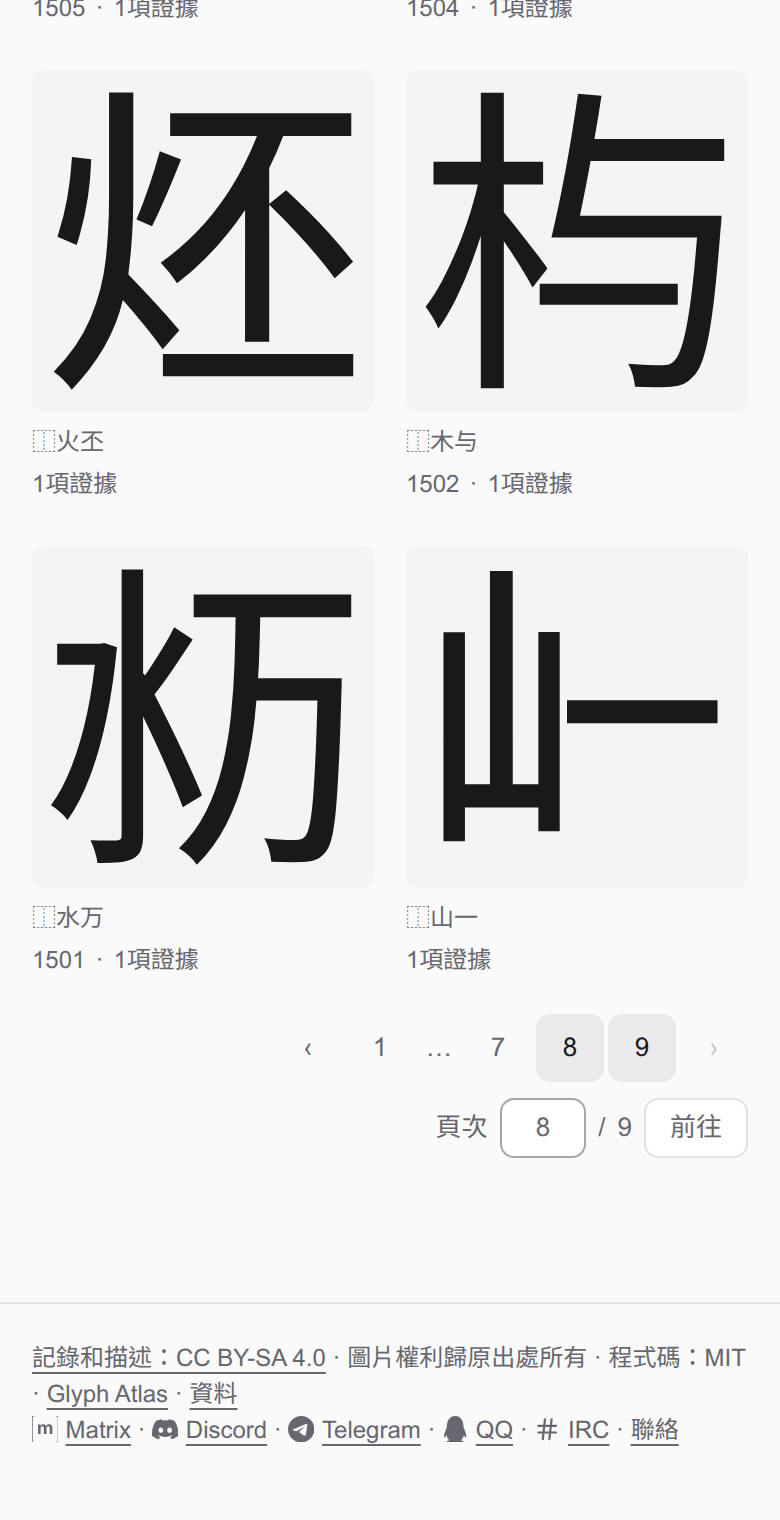 1505 · 1項證據
1504 · 1項證據
⿰火丕
1項證據
⿰木与
1502 · 1項證據
⿰水万
1501 · 1項證據
⿰山一
1項證據
‹ 1 … 7 8 9 ›
頁次 8 / 9 前往
記錄和描述：CC BY-SA 4.0 · 圖片權利歸原出處所有 · 程式碼：MIT
· Glyph Atlas · 資料
[m] Matrix · Discord · Telegram · QQ · IRC · 聯絡